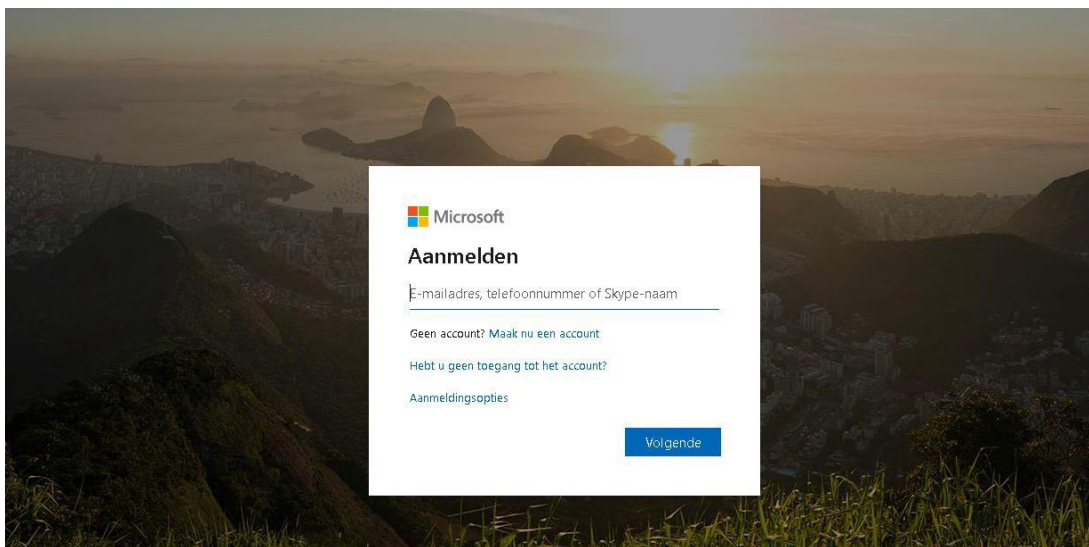 Microsoft
Aanmelden
E-mailadres, telefoonnummer of Skype-naam
Geen account? Maak nu een account
Hebt u geen toegang tot het account?
Aanmeldingsopties
Volgende